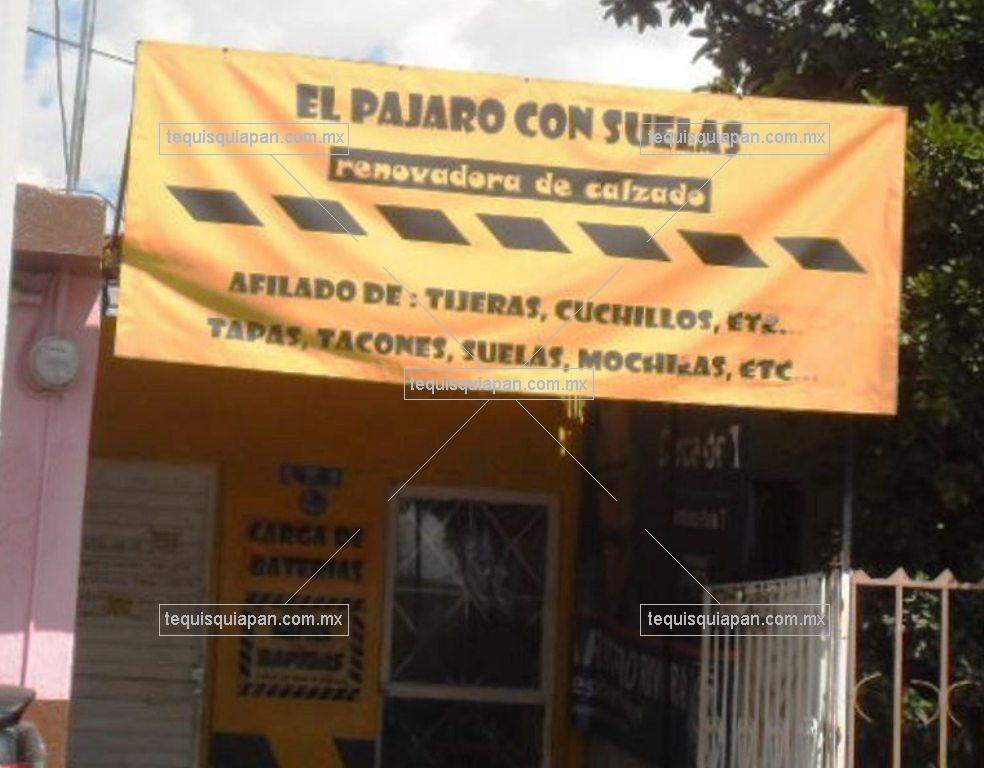 EL PAJARO CON SUELAS
renovadora de calzado
AFILADO DE : TIJERAS, CUCHILLOS, ETC...
TAPAS, TACONES, SUELAS, MOCHILAS, ETC...
CARGA DE
BATERIAS
RAPIDAS
tequisquiapan.com.mx
tequisquiapan.com.mx
tequisquiapan.com.mx
tequisquiapan.com.mx
tequisquiapan.com.mx